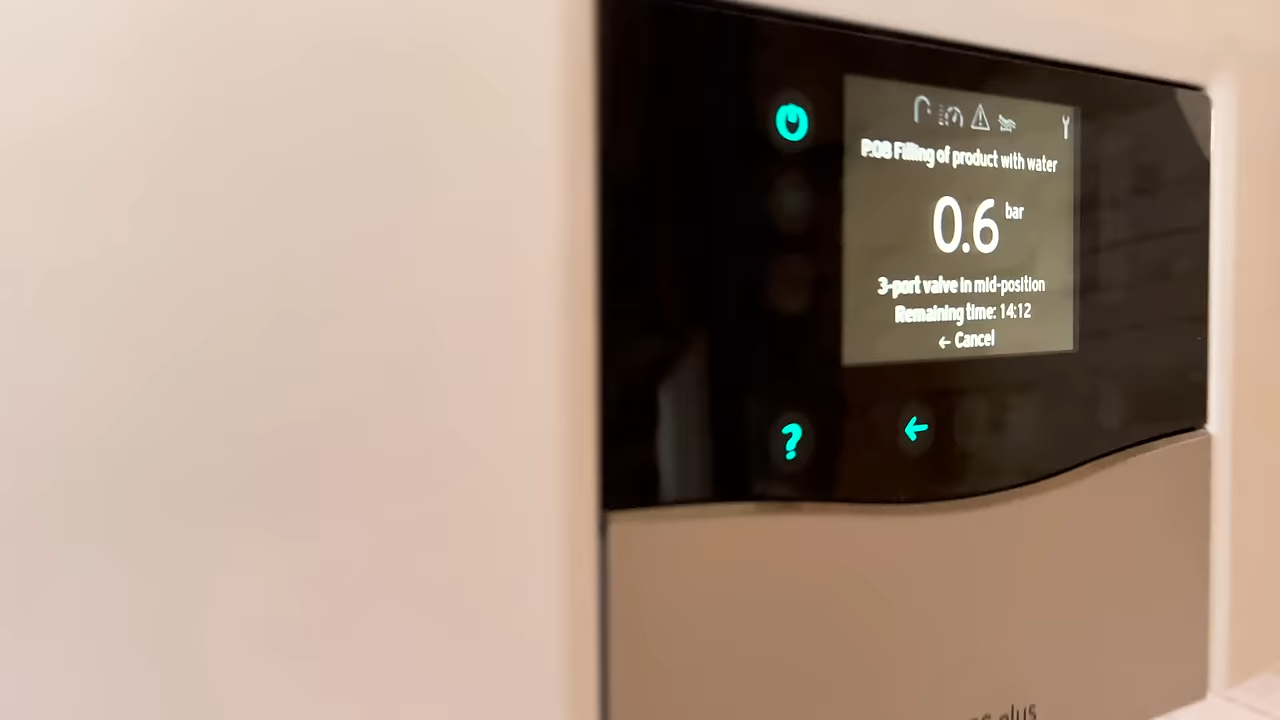 P.08 Filling of product with water
0.6 bar
3-port valve in mid-position
Remaining time: 14:12
← Cancel
?
plus